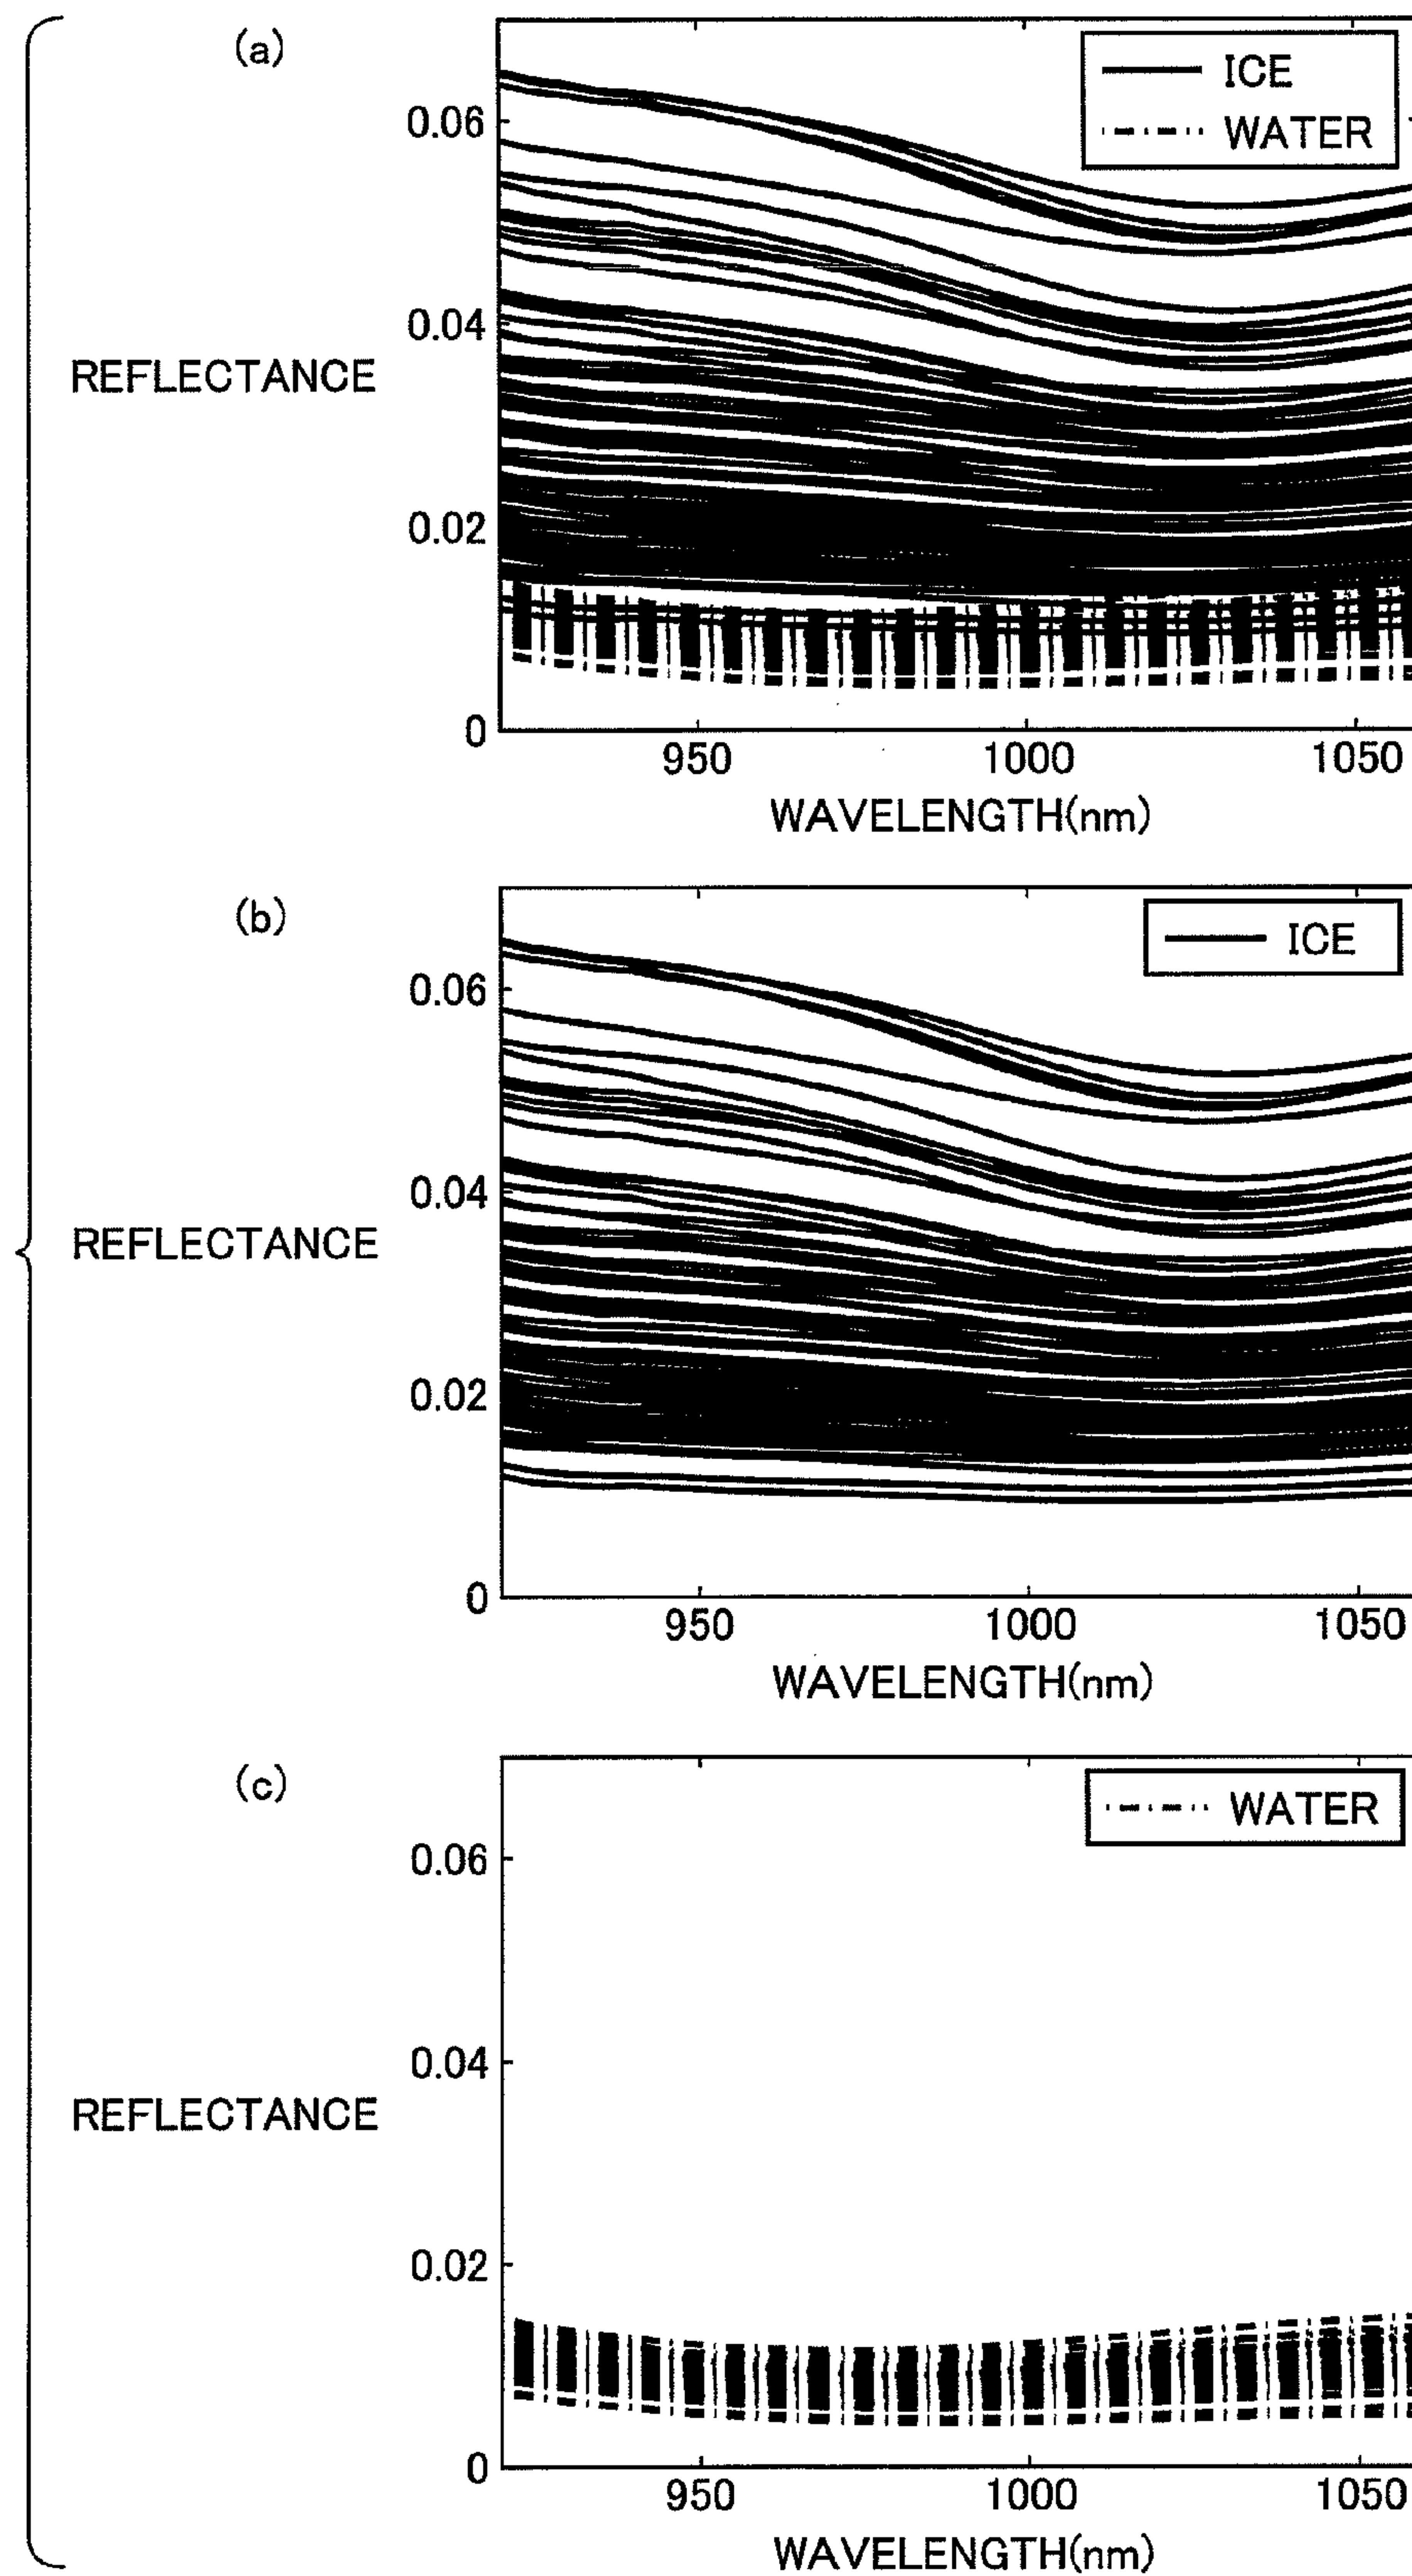 (a)
ICE
WATER
0.06
0.04
REFLECTANCE
0.02
0
950 1000 1050
WAVELENGTH(nm)
(b)
ICE
0.06
0.04
REFLECTANCE
0.02
0
950 1000 1050
WAVELENGTH(nm)
(c)
WATER
0.06
0.04
REFLECTANCE
0.02
0
950 1000 1050
WAVELENGTH(nm)